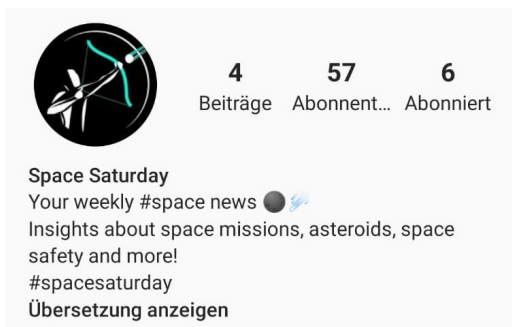 4 57 6
Beiträge Abonnent... Abonniert
Space Saturday
Your weekly #space news 🌑☄️
Insights about space missions, asteroids, space
safety and more!
#spacesaturday
Übersetzung anzeigen